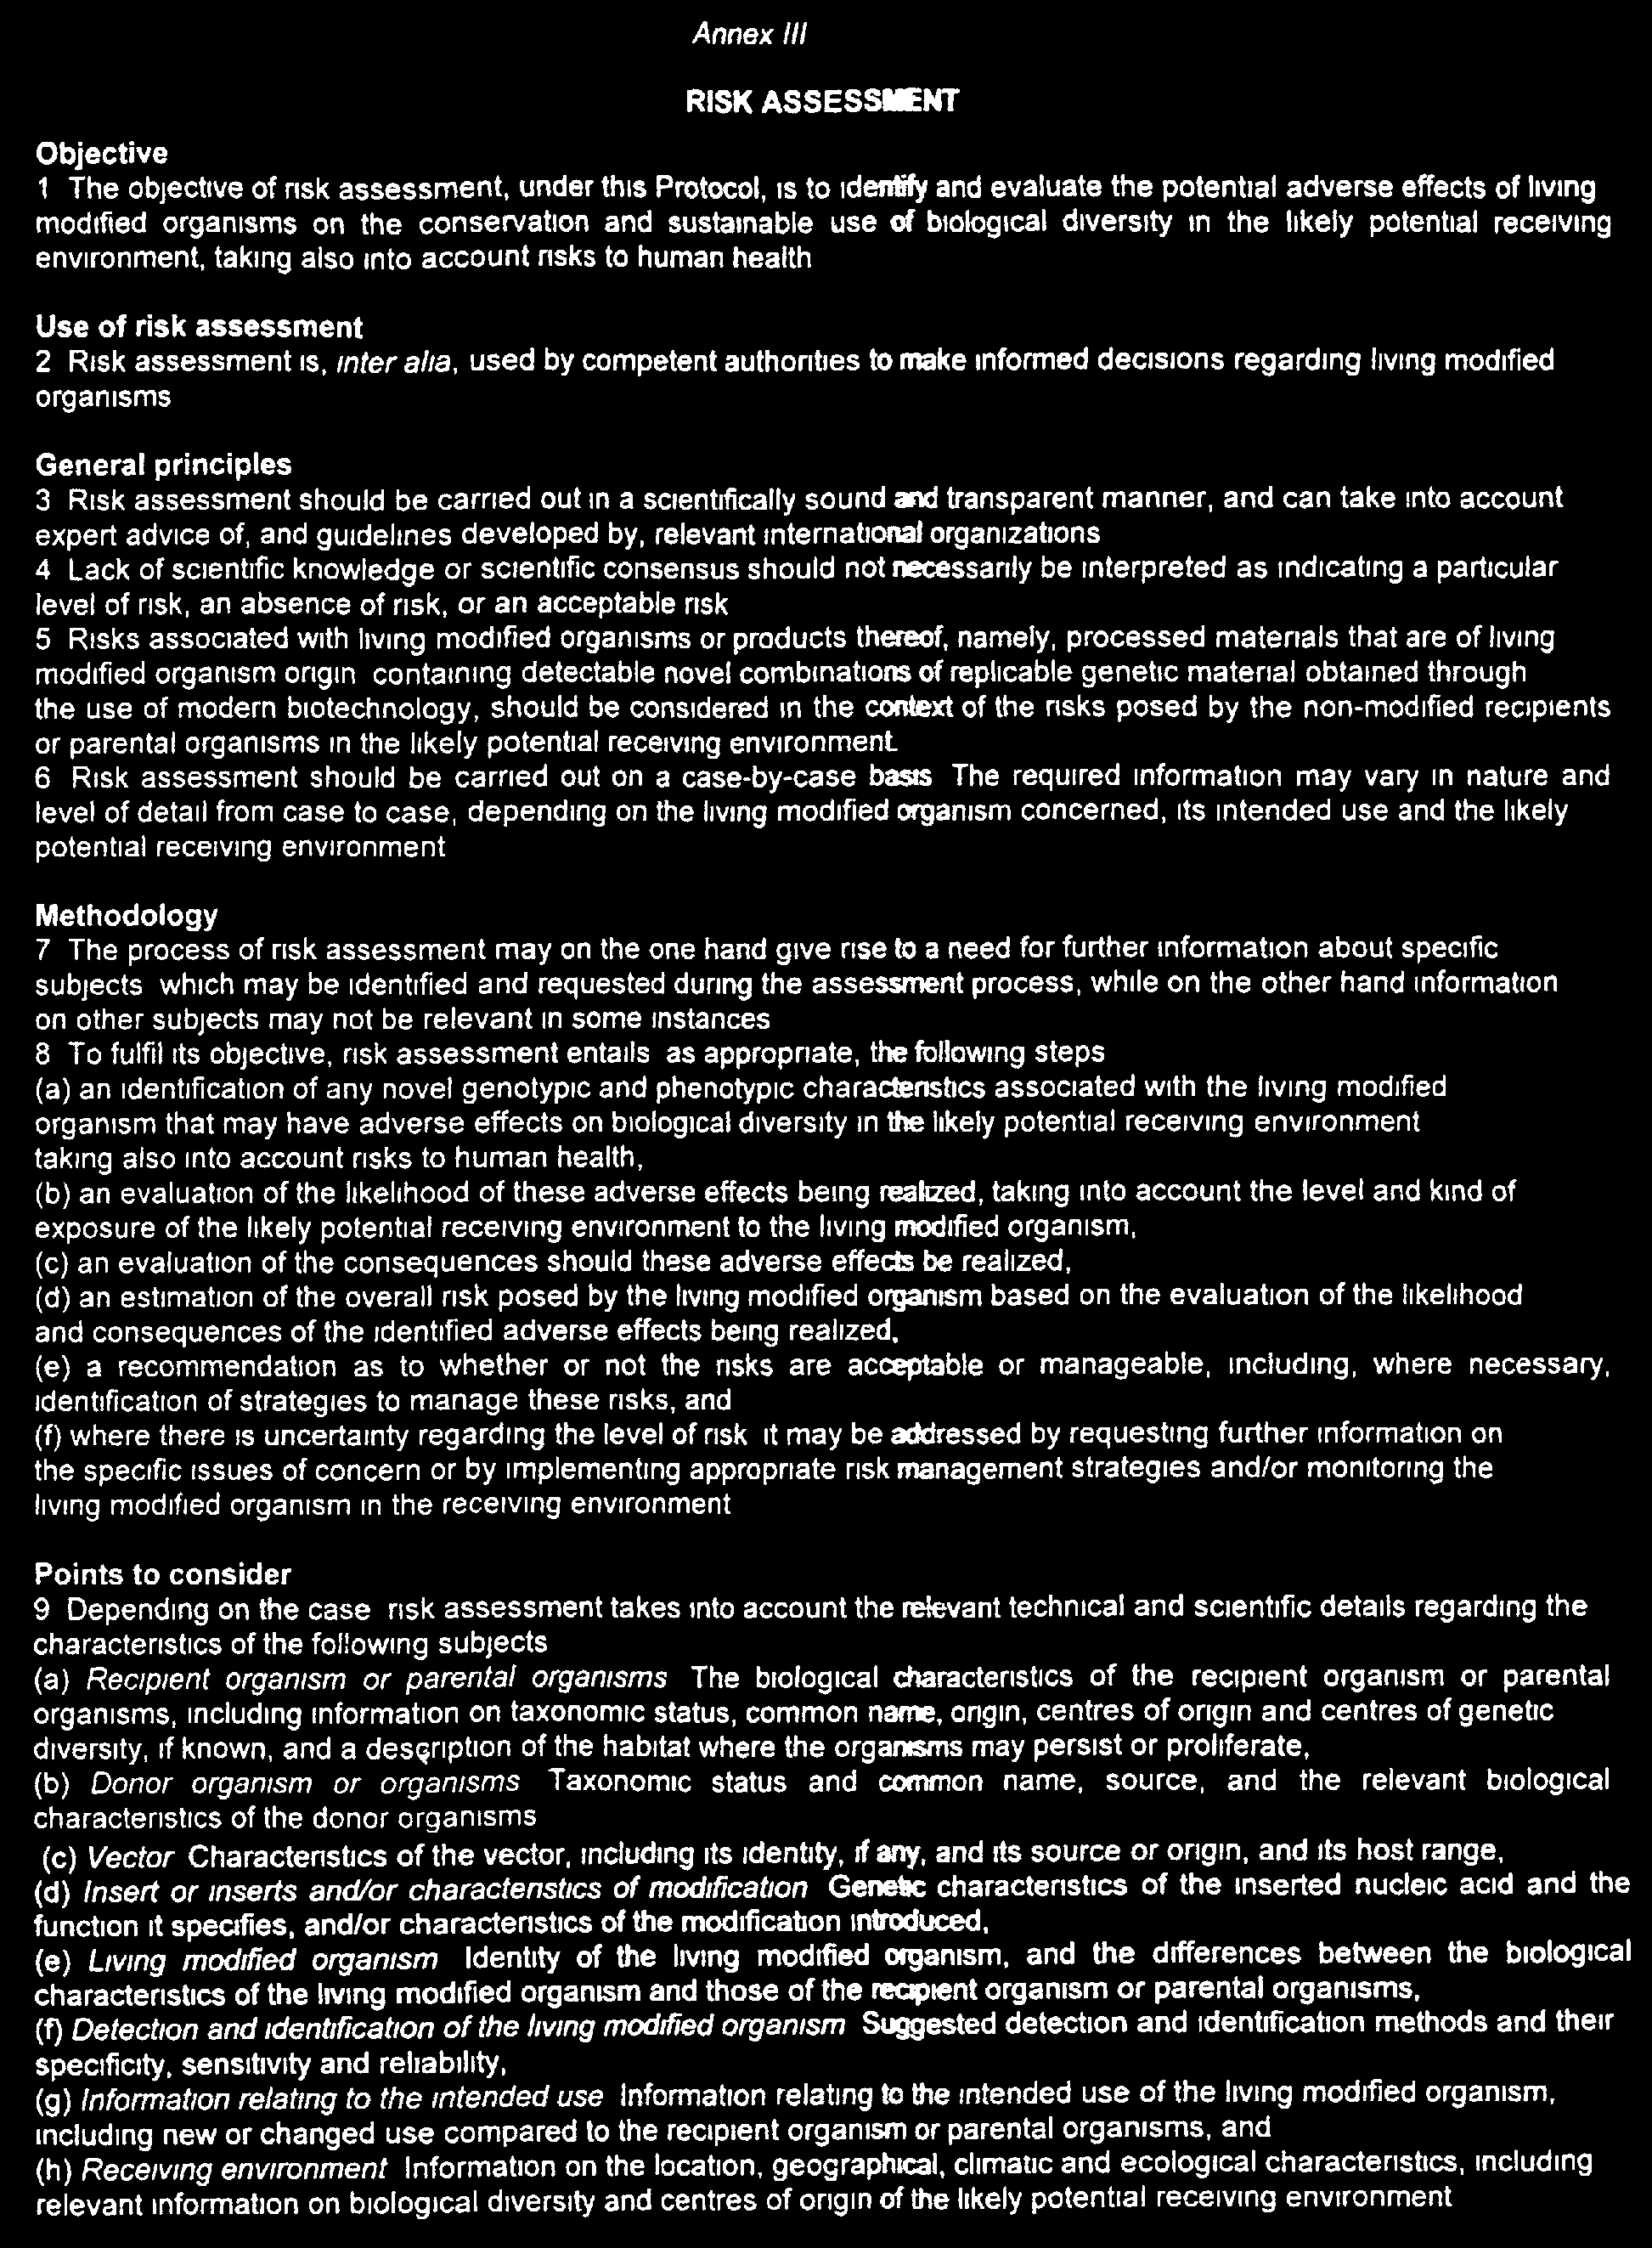 Annex III
RISK ASSESSMENT
Objective
1 The objective of risk assessment, under this Protocol, is to identify and evaluate the potential adverse effects of living
modified organisms on the conservation and sustainable use of biological diversity in the likely potential receiving
environment, taking also into account risks to human health
Use of risk assessment
2 Risk assessment is, inter alia, used by competent authorities to make informed decisions regarding living modified
organisms
General principles
3 Risk assessment should be carried out in a scientifically sound and transparent manner, and can take into account
expert advice of, and guidelines developed by, relevant international organizations
4 Lack of scientific knowledge or scientific consensus should not necessarily be interpreted as indicating a particular
level of risk, an absence of risk, or an acceptable risk
5 Risks associated with living modified organisms or products thereof, namely, processed materials that are of living
modified organism origin containing detectable novel combinations of replicable genetic material obtained through
the use of modern biotechnology, should be considered in the context of the risks posed by the non-modified recipients
or parental organisms in the likely potential receiving environment.
6 Risk assessment should be carried out on a case-by-case basis The required information may vary in nature and
level of detail from case to case, depending on the living modified organism concerned, its intended use and the likely
potential receiving environment
Methodology
7 The process of risk assessment may on the one hand give rise to a need for further information about specific
subjects which may be identified and requested during the assessment process, while on the other hand information
on other subjects may not be relevant in some instances
8 To fulfil its objective, risk assessment entails as appropriate, the following steps
(a) an identification of any novel genotypic and phenotypic characteristics associated with the living modified
organism that may have adverse effects on biological diversity in the likely potential receiving environment
taking also into account risks to human health,
(b) an evaluation of the likelihood of these adverse effects being realized, taking into account the level and kind of
exposure of the likely potential receiving environment to the living modified organism,
(c) an evaluation of the consequences should these adverse effects be realized,
(d) an estimation of the overall risk posed by the living modified organism based on the evaluation of the likelihood
and consequences of the identified adverse effects being realized,
(e) a recommendation as to whether or not the risks are acceptable or manageable, including, where necessary,
identification of strategies to manage these risks, and
(f) where there is uncertainty regarding the level of risk it may be addressed by requesting further information on
the specific issues of concern or by implementing appropriate risk management strategies and/or monitoring the
living modified organism in the receiving environment
Points to consider
9 Depending on the case risk assessment takes into account the relevant technical and scientific details regarding the
characteristics of the following subjects
(a) Recipient organism or parental organisms The biological characteristics of the recipient organism or parental
organisms, including information on taxonomic status, common name, origin, centres of origin and centres of genetic
diversity, if known, and a description of the habitat where the organisms may persist or proliferate,
(b) Donor organism or organisms Taxonomic status and common name, source, and the relevant biological
characteristics of the donor organisms
(c) Vector Characteristics of the vector, including its identity, if any, and its source or origin, and its host range,
(d) Insert or inserts and/or characteristics of modification Genetic characteristics of the inserted nucleic acid and the
function it specifies, and/or characteristics of the modification introduced,
(e) Living modified organism Identity of the living modified organism, and the differences between the biological
characteristics of the living modified organism and those of the recipient organism or parental organisms,
(f) Detection and identification of the living modified organism Suggested detection and identification methods and their
specificity, sensitivity and reliability,
(g) Information relating to the intended use Information relating to the intended use of the living modified organism,
including new or changed use compared to the recipient organism or parental organisms, and
(h) Receiving environment Information on the location, geographical, climatic and ecological characteristics, including
relevant information on biological diversity and centres of origin of the likely potential receiving environment